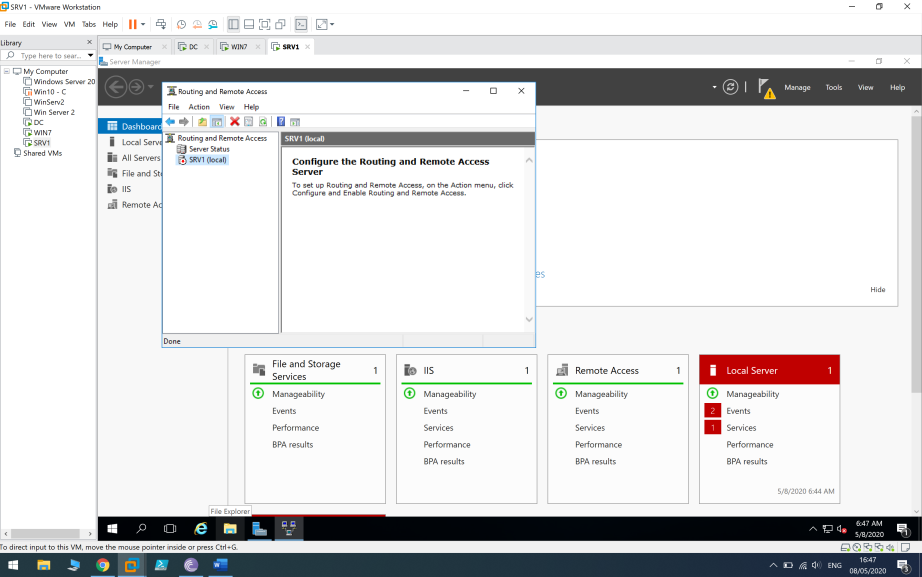 SRV1 - VMware Workstation
File Edit View VM Tabs Help
Library
Type here to sear...
My Computer
Windows Server 20
Win10 - C
WinServ2
Win Server 2
DC
WIN7
SRV1
Shared VMs
My Computer
DC
WIN7
SRV1
Server Manager
Manage Tools View Help
Dashboard
Local Serve
All Servers
File and St
IIS
Remote Ac
Routing and Remote Access
File Action View Help
Routing and Remote Access
Server Status
SRV1 (local)
SRV1 (local)
Configure the Routing and Remote Access
Server
To set up Routing and Remote Access, on the Action menu, click
Configure and Enable Routing and Remote Access.
Done
es
Hide
File and Storage
Services 1
Manageability
Events
Performance
BPA results
IIS 1
Manageability
Events
Services
Performance
BPA results
Remote Access 1
Manageability
Events
Services
Performance
BPA results
Local Server 1
Manageability
2 Events
1 Services
Performance
BPA results
5/8/2020 6:44 AM
File Explorer
6:47 AM
5/8/2020
1
To direct input to this VM, move the mouse pointer inside or press Ctrl+G.
ENG
16:47
08/05/2020
3